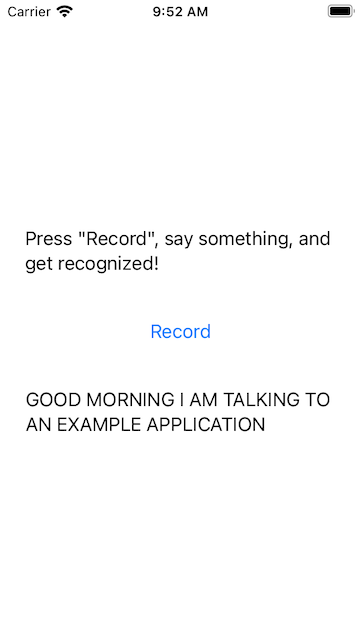 Carrier 9:52 AM
Press "Record", say something, and
get recognized!
Record
GOOD MORNING I AM TALKING TO
AN EXAMPLE APPLICATION